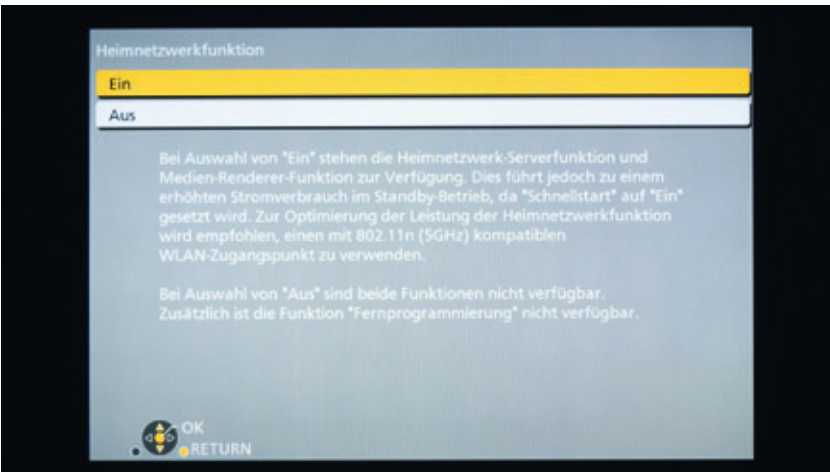 Heimnetzwerkfunktion
Ein
Aus
Bei Auswahl von "Ein" stehen die Heimnetzwerk-Serverfunktion und
Medien-Renderer-Funktion zur Verfügung. Dies führt jedoch zu einem
erhöhten Stromverbrauch im Standby-Betrieb, da "Schnellstart" auf "Ein"
gesetzt wird. Zur Optimierung der Leistung der Heimnetzwerkfunktion
wird empfohlen, einen mit 802.11n (5GHz) kompatiblen
WLAN-Zugangspunkt zu verwenden.
Bei Auswahl von "Aus" sind beide Funktionen nicht verfügbar.
Zusätzlich ist die Funktion "Fernprogrammierung" nicht verfügbar.
OK
RETURN